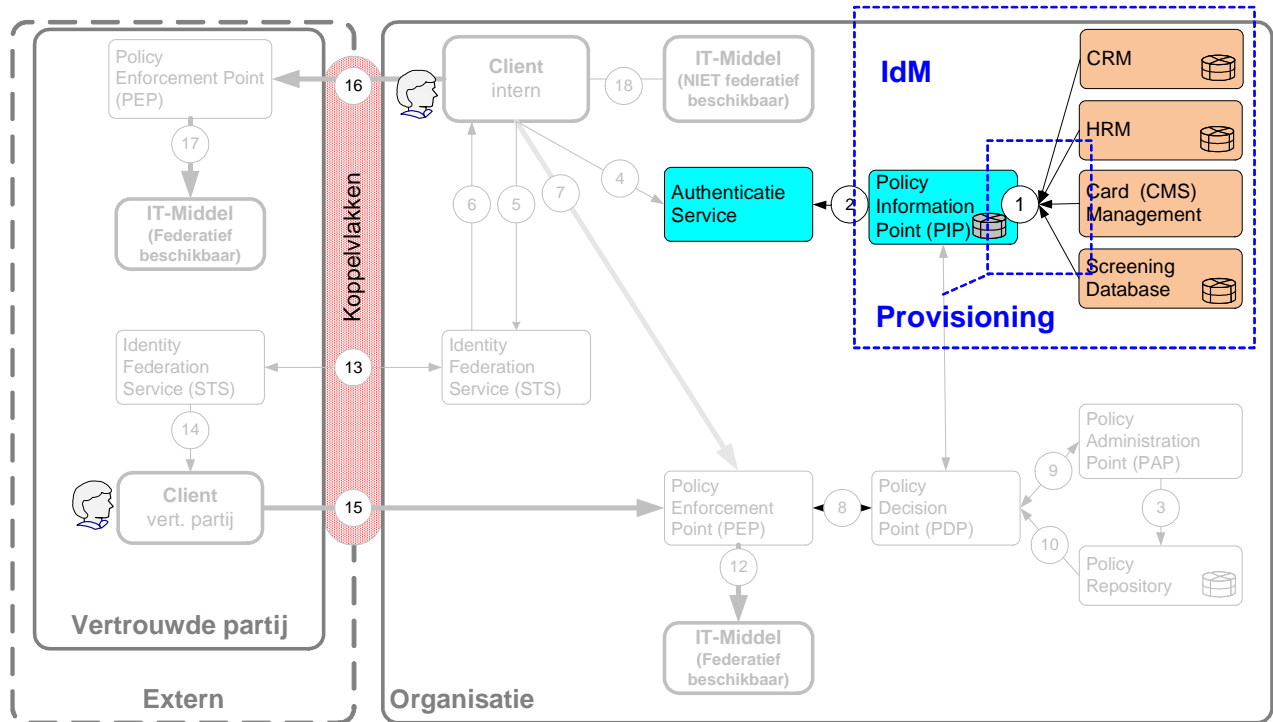 Policy
Enforcement Point
(PEP)
17
IT-Middel
(Federatief
beschikbaar)
Identity
Federation
Service (STS)
14
Client
vert. partij
Vertrouwde partij
Extern
16
Koppelvlakken
13
15
Client
intern
18
IT-Middel
(NIET federatief
beschikbaar)
6
5
7
4
Identity
Federation
Service (STS)
Authenticatie
Service
2
Policy
Information
Point (PIP)
1
IdM
CRM
HRM
Card (CMS)
Management
Screening
Database
Provisioning
Policy
Enforcement
Point (PEP)
8
Policy
Decision
Point (PDP)
9
10
Policy
Administration
Point (PAP)
3
Policy
Repository
12
IT-Middel
(Federatief
beschikbaar)
Organisatie